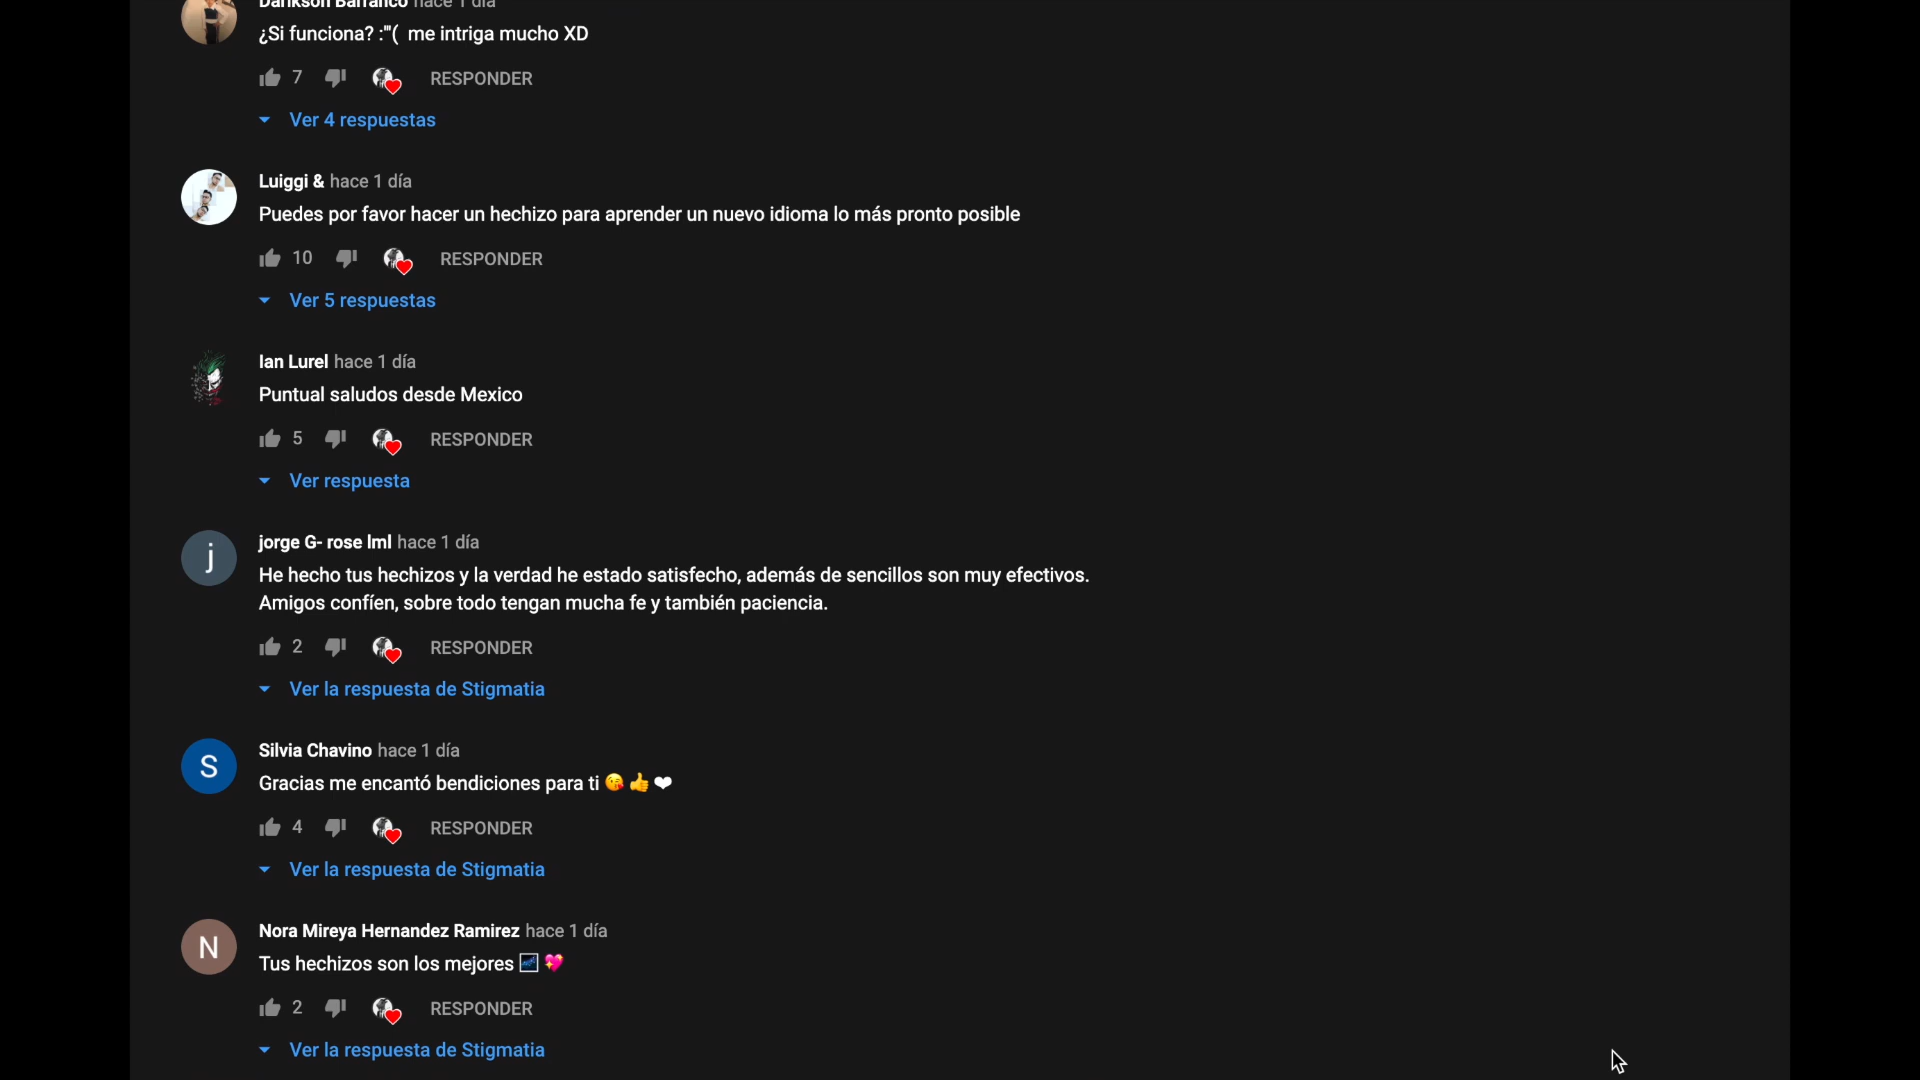 Darikson Barranco hace 1 día
¿Si funciona? :'''( me intriga mucho XD
7 RESPONDER
Ver 4 respuestas
Luiggi & hace 1 día
Puedes por favor hacer un hechizo para aprender un nuevo idioma lo más pronto posible
10 RESPONDER
Ver 5 respuestas
Ian Lurel hace 1 día
Puntual saludos desde Mexico
5 RESPONDER
Ver respuesta
j
jorge G- rose lml hace 1 día
He hecho tus hechizos y la verdad he estado satisfecho, además de sencillos son muy efectivos.
Amigos confíen, sobre todo tengan mucha fe y también paciencia.
2 RESPONDER
Ver la respuesta de Stigmatia
S
Silvia Chavino hace 1 día
Gracias me encantó bendiciones para ti 😘👍❤
4 RESPONDER
Ver la respuesta de Stigmatia
N
Nora Mireya Hernandez Ramirez hace 1 día
Tus hechizos son los mejores 🌌💖
2 RESPONDER
Ver la respuesta de Stigmatia